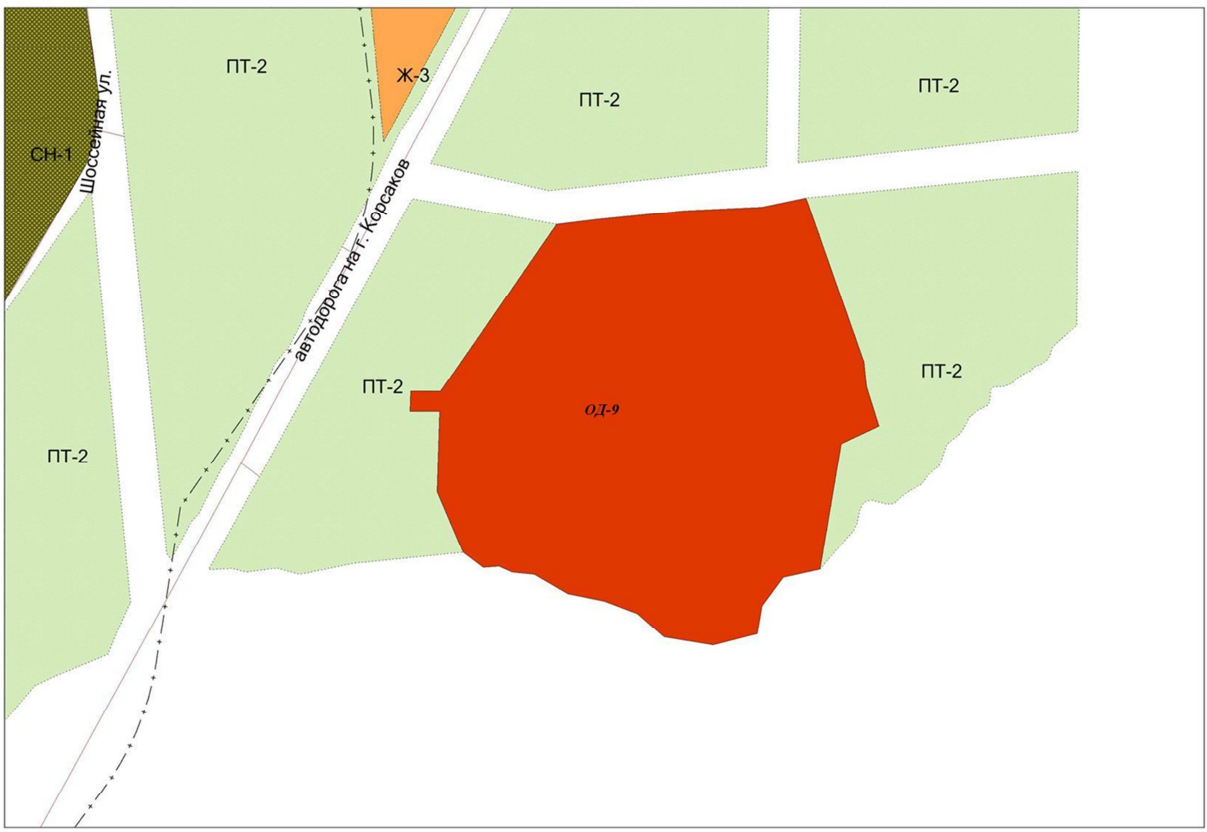 ПТ-2
Ж-3
ПТ-2
ПТ-2
СН-1
Шоссейная ул.
автодорога на г. Корсаков
ПТ-2
ПТ-2
ОД-9
ПТ-2